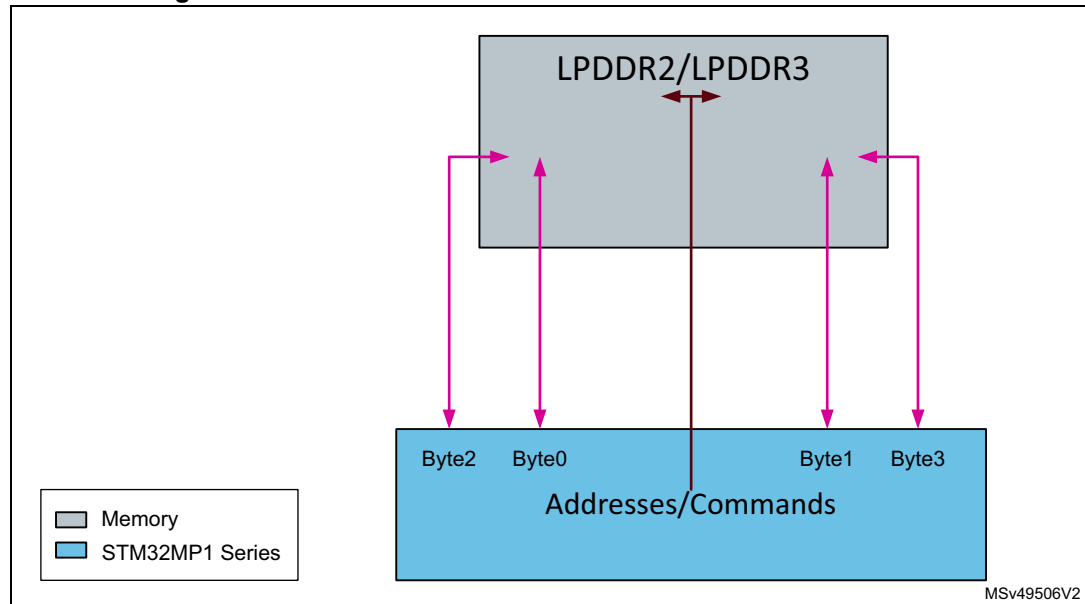 LPDDR2/LPDDR3
Byte2 Byte0 Byte1 Byte3
Addresses/Commands
Memory
STM32MP1 Series
MSv49506V2